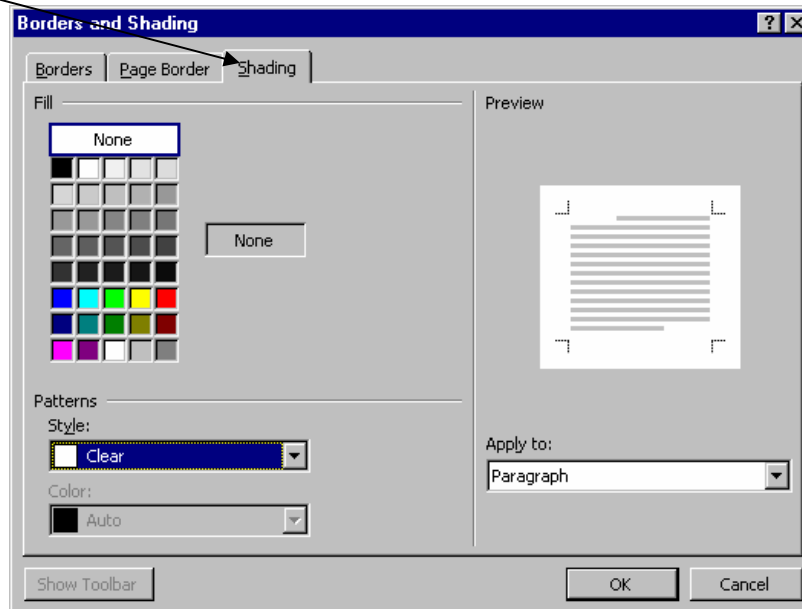 Borders and Shading
Borders Page Border Shading
Fill
Preview
None
None
Patterns
Style:
Clear
Apply to:
Paragraph
Color:
Auto
Show Toolbar OK Cancel